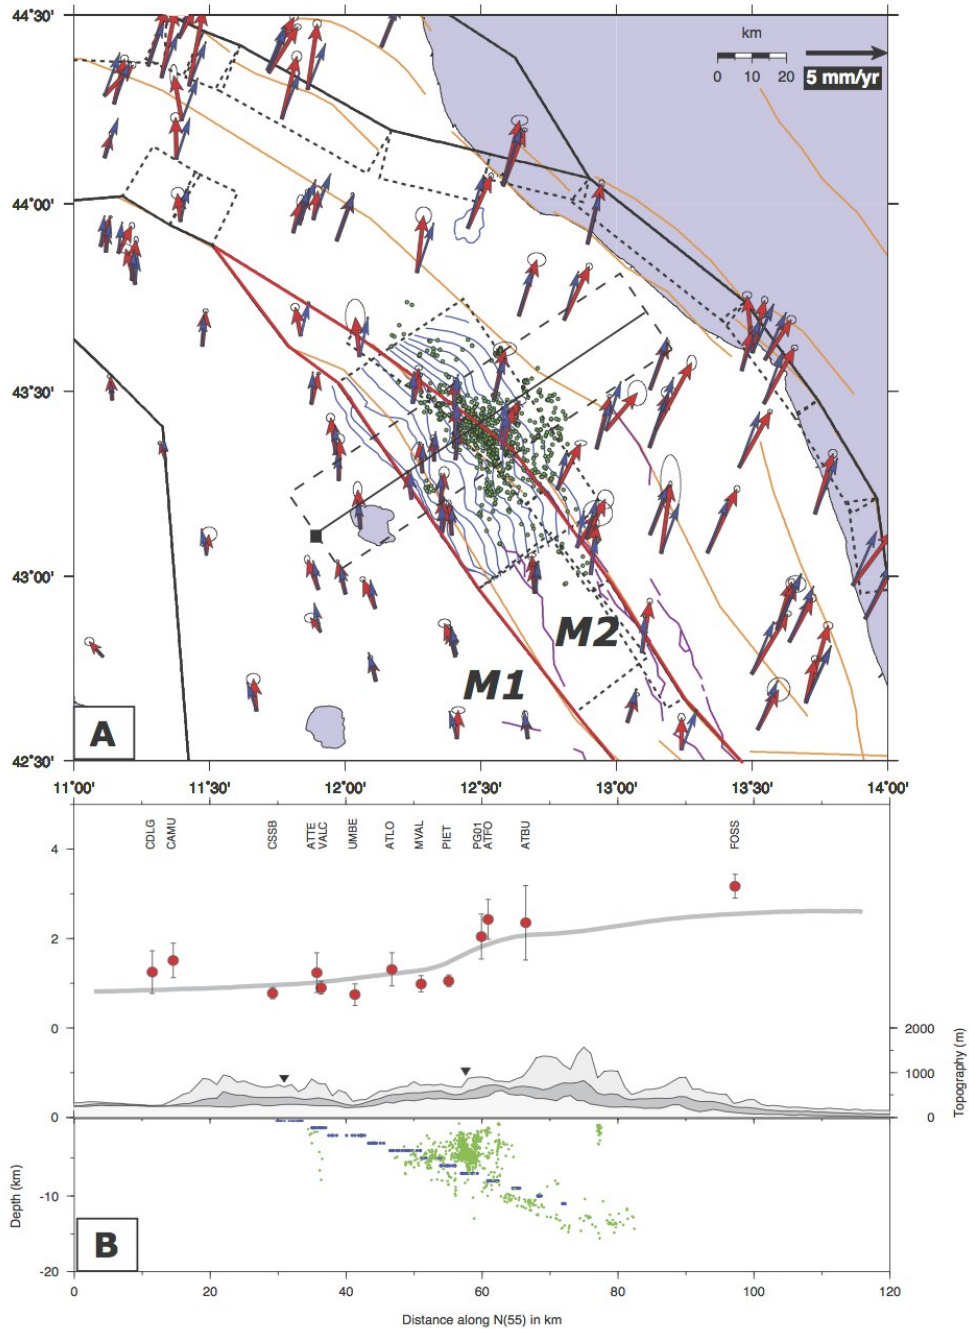 44˚30'
km
0 10 20
5 mm/yr
44˚00'
43˚30'
43˚00'
M2
M1
A
42˚30'
11˚00' 11˚30' 12˚00' 12˚30' 13˚00' 13˚30' 14˚00'
CDLG CAMU CSSB ATTE VALC UMBE ATLO MVAL PIET PG01 ATFO ATBU FOSS
4
2
0 2000
1000
0 0
Topography (m)
Depth (km)
-10
B
-20
0 20 40 60 80 100 120
Distance along N(55) in km